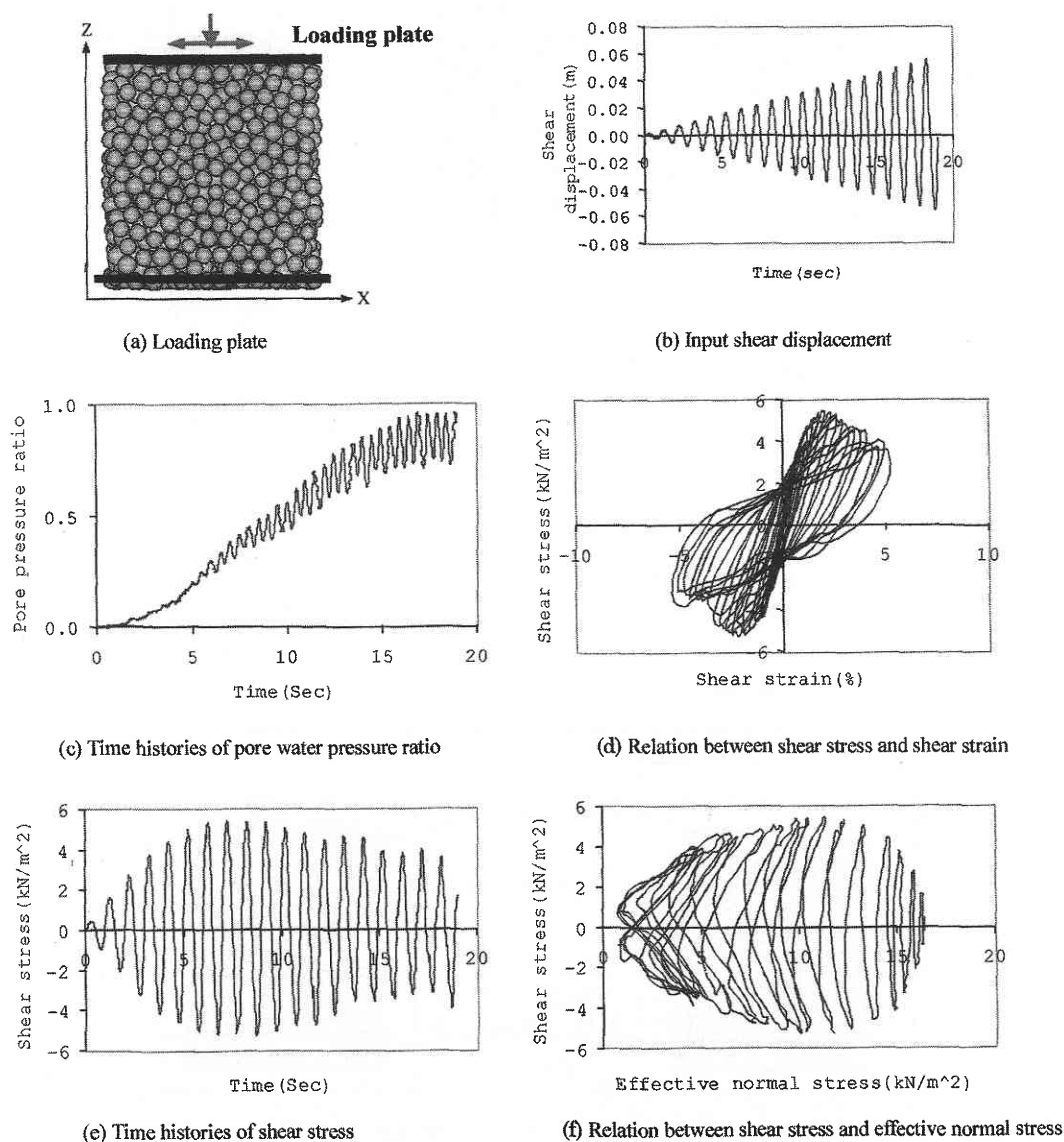 Z
Loading plate
X
(a) Loading plate
Shear displacement(m)
0.08
0.06
0.04
0.02
0.00
-0.02
-0.04
-0.06
-0.08
0 5 10 15 20
Time(sec)
(b) Input shear displacement
Pore pressure ratio
1.0
0.5
0.0
0 5 10 15 20
Time(Sec)
(c) Time histories of pore water pressure ratio
Shear stress(kN/m^2)
6
4
2
0
-10 -5 5 10
-6
Shear strain(%)
(d) Relation between shear stress and shear strain
Shear stress(kN/m^2)
6
4
2
0
-2
-4
-6
0 5 10 15 20
Time(Sec)
(e) Time histories of shear stress
Shear stress(kN/m^2)
6
4
2
0
-2
-4
-6
0 5 10 15 20
Effective normal stress(kN/m^2)
(f) Relation between shear stress and effective normal stress